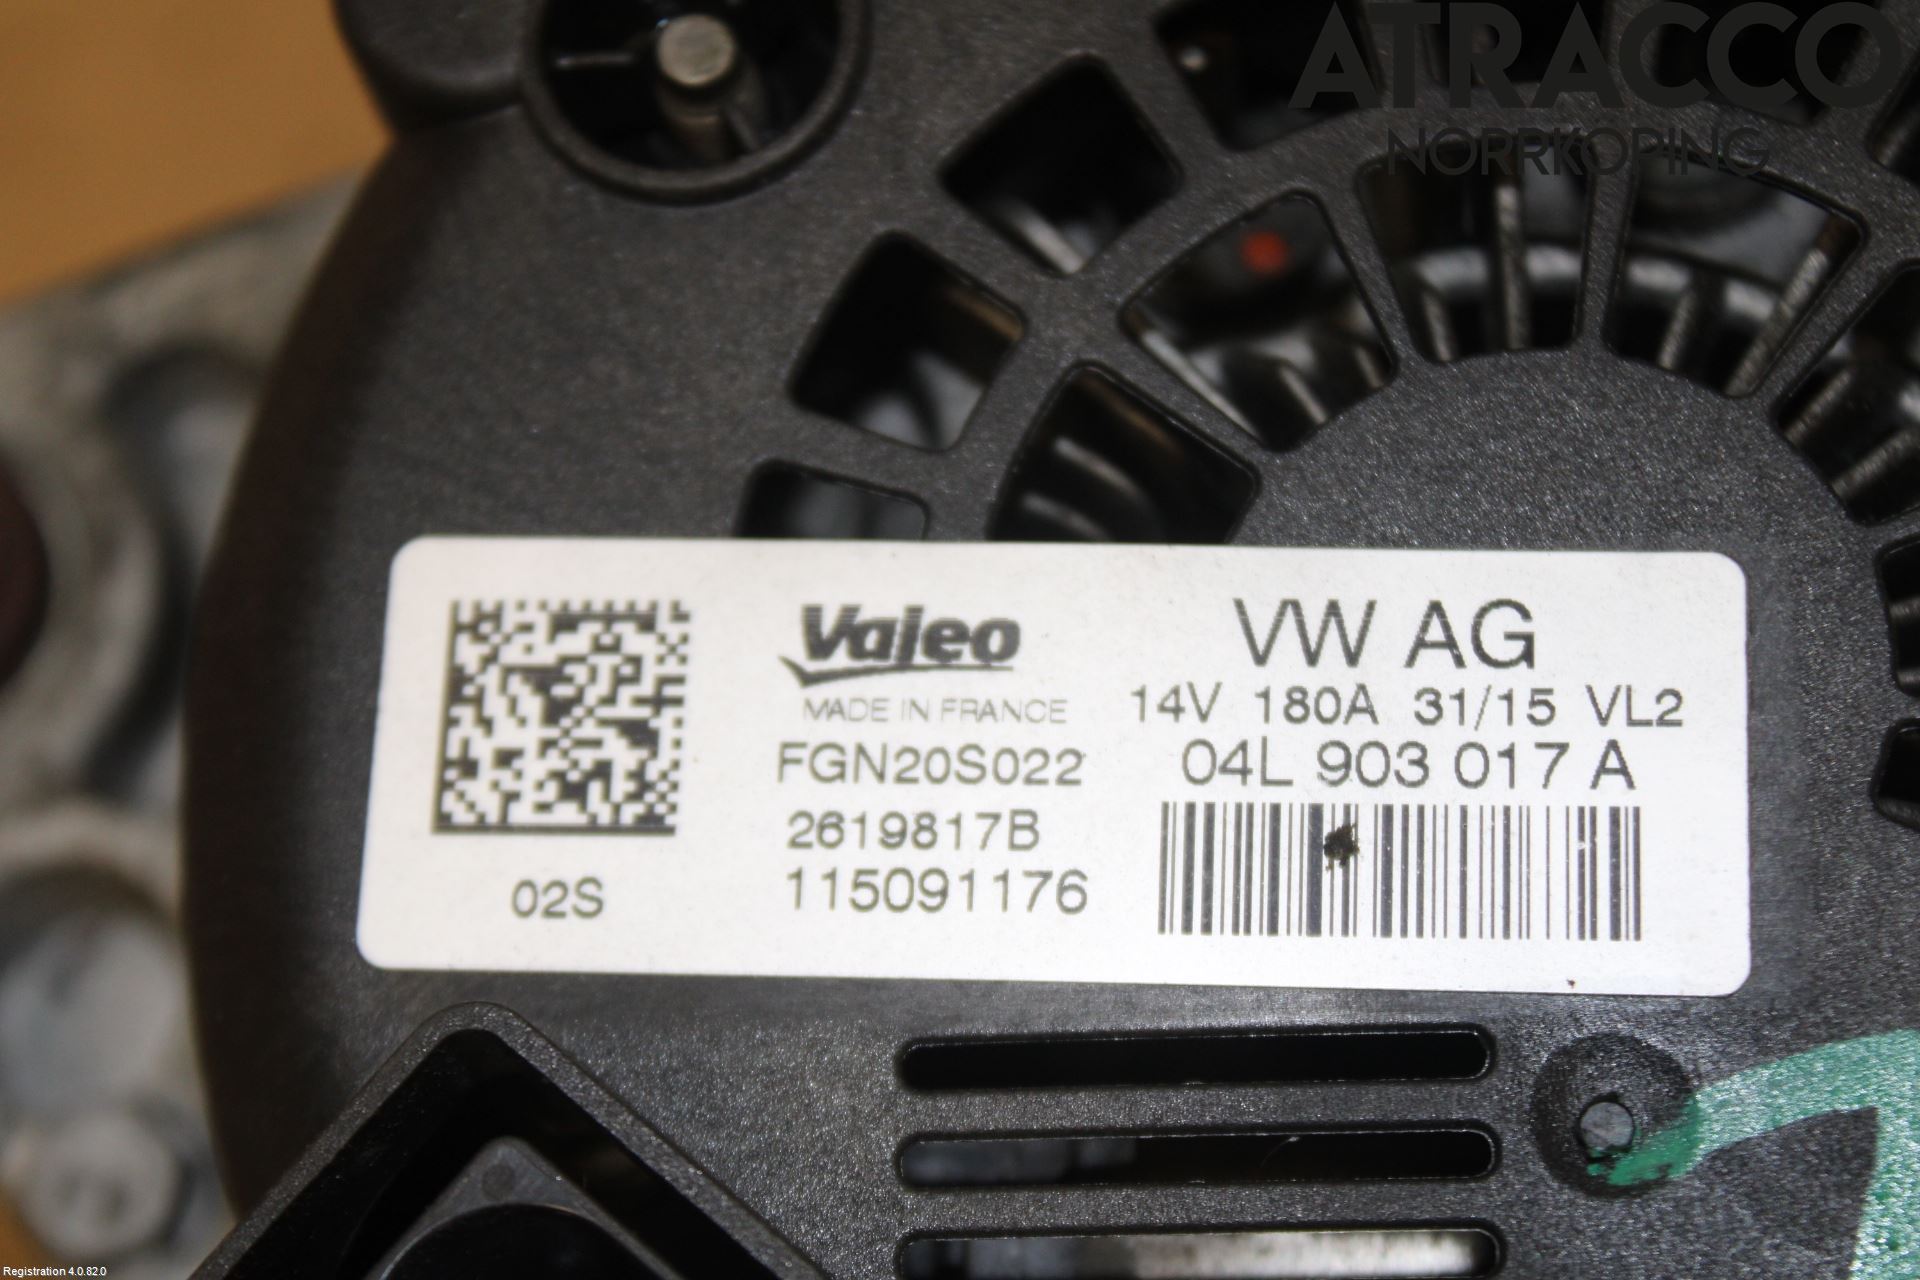 ATRACCO
NORRKÖPING
Valeo
MADE IN FRANCE
FGN20S022
2619817B
115091176
02S
VW AG
14V 180A 31/15 VL2
04L 903 017 A
Registration 4.0.82.0